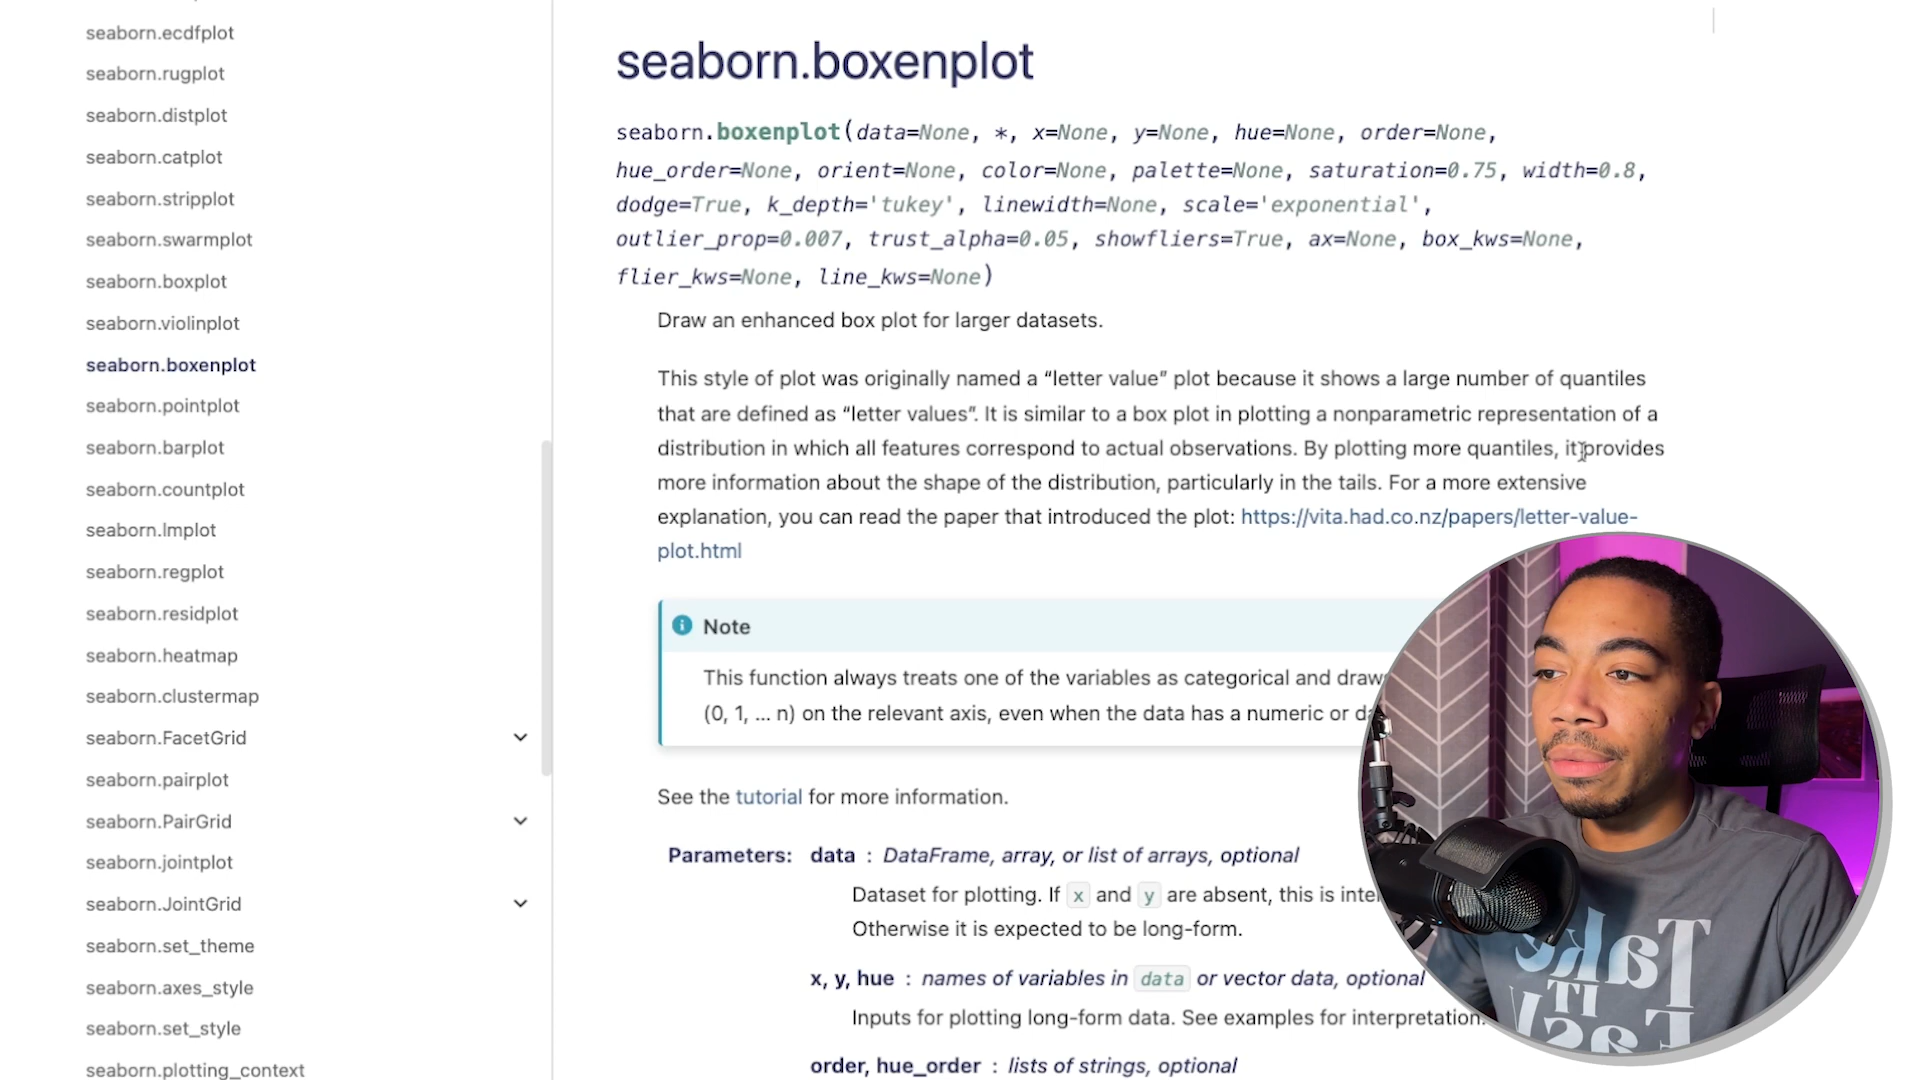 seaborn.ecdfplot
seaborn.rugplot
seaborn.distplot
seaborn.catplot
seaborn.stripplot
seaborn.swarmplot
seaborn.boxplot
seaborn.violinplot
seaborn.boxenplot
seaborn.pointplot
seaborn.barplot
seaborn.countplot
seaborn.lmplot
seaborn.regplot
seaborn.residplot
seaborn.heatmap
seaborn.clustermap
seaborn.FacetGrid
seaborn.pairplot
seaborn.PairGrid
seaborn.jointplot
seaborn.JointGrid
seaborn.set_theme
seaborn.axes_style
seaborn.set_style
seaborn.plotting_context
seaborn.boxenplot
seaborn.boxenplot(data=None, *, x=None, y=None, hue=None, order=None,
hue_order=None, orient=None, color=None, palette=None, saturation=0.75, width=0.8,
dodge=True, k_depth='tukey', linewidth=None, scale='exponential',
outlier_prop=0.007, trust_alpha=0.05, showfliers=True, ax=None, box_kws=None,
flier_kws=None, line_kws=None)
Draw an enhanced box plot for larger datasets.
This style of plot was originally named a “letter value” plot because it shows a large number of quantiles
that are defined as “letter values”. It is similar to a box plot in plotting a nonparametric representation of a
distribution in which all features correspond to actual observations. By plotting more quantiles, it provides
more information about the shape of the distribution, particularly in the tails. For a more extensive
explanation, you can read the paper that introduced the plot: https://vita.had.co.nz/papers/letter-value-
plot.html
Note
This function always treats one of the variables as categorical and draw
(0, 1, ... n) on the relevant axis, even when the data has a numeric or
See the tutorial for more information.
Parameters: data : DataFrame, array, or list of arrays, optional
Dataset for plotting. If x and y are absent, this is
Otherwise it is expected to be long-form.
x, y, hue : names of variables in data or vector data, optional
Inputs for plotting long-form data. See examples for interpretation.
order, hue_order : lists of strings, optional
Take
IT